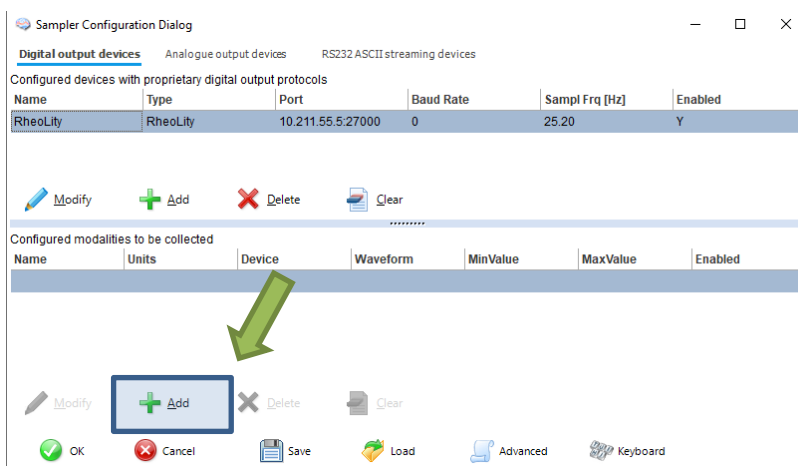 Sampler Configuration Dialog
Digital output devices Analogue output devices RS232 ASCII streaming devices
Configured devices with proprietary digital output protocols
Name Type Port Baud Rate Sampl Frq [Hz] Enabled
RheoLity RheoLity 10.211.55.5:27000 0 25.20 Y
Modify Add Delete Clear
Configured modalities to be collected
Name Units Device Waveform MinValue MaxValue Enabled
Modify Add Delete Clear
OK Cancel Save Load Advanced Keyboard